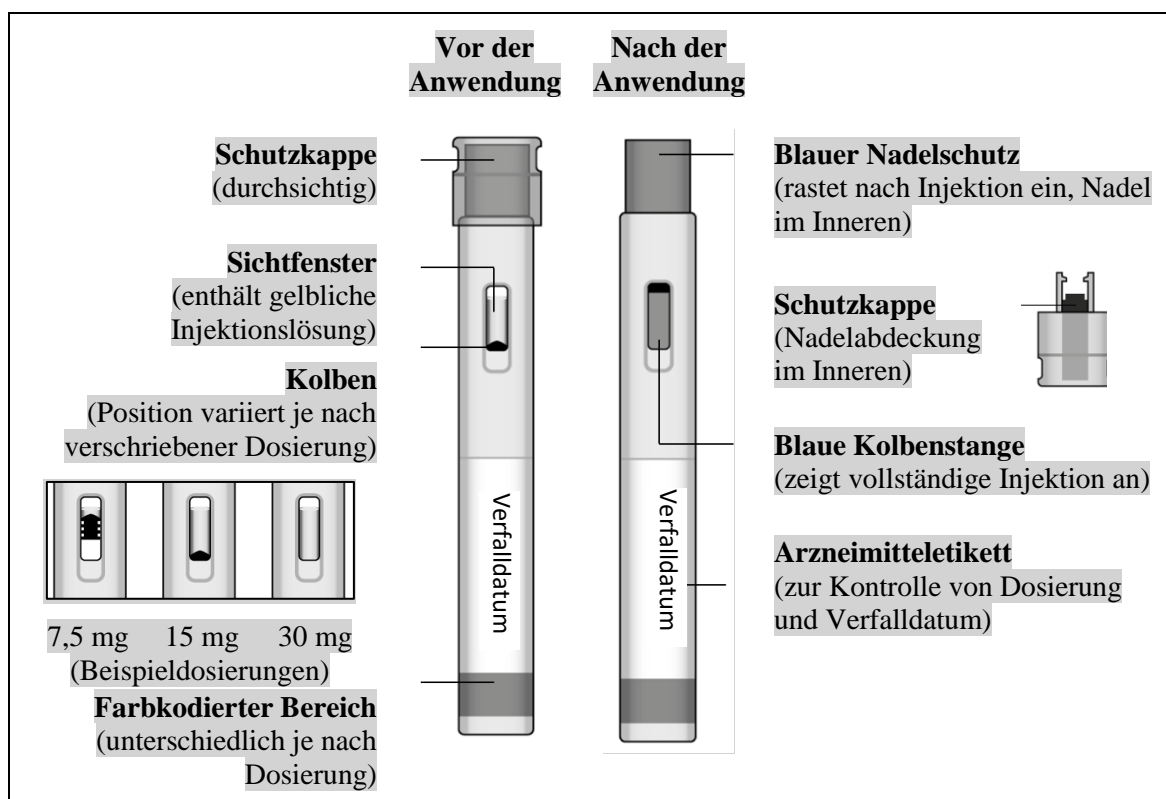 Vor der
Anwendung
Nach der
Anwendung
Schutzkappe
(durchsichtig)
Sichtfenster
(enthält gelbliche
Injektionslösung)
Kolben
(Position variiert je nach
verschriebener Dosierung)
7,5 mg 15 mg 30 mg
(Beispieldosierungen)
Farbkodierter Bereich
(unterschiedlich je nach
Dosierung)
Verfalldatum
Verfalldatum
Blauer Nadelschutz
(rastet nach Injektion ein, Nadel
im Inneren)
Schutzkappe
(Nadelabdeckung
im Inneren)
Blaue Kolbenstange
(zeigt vollständige Injektion an)
Arzneimitteletikett
(zur Kontrolle von Dosierung
und Verfalldatum)